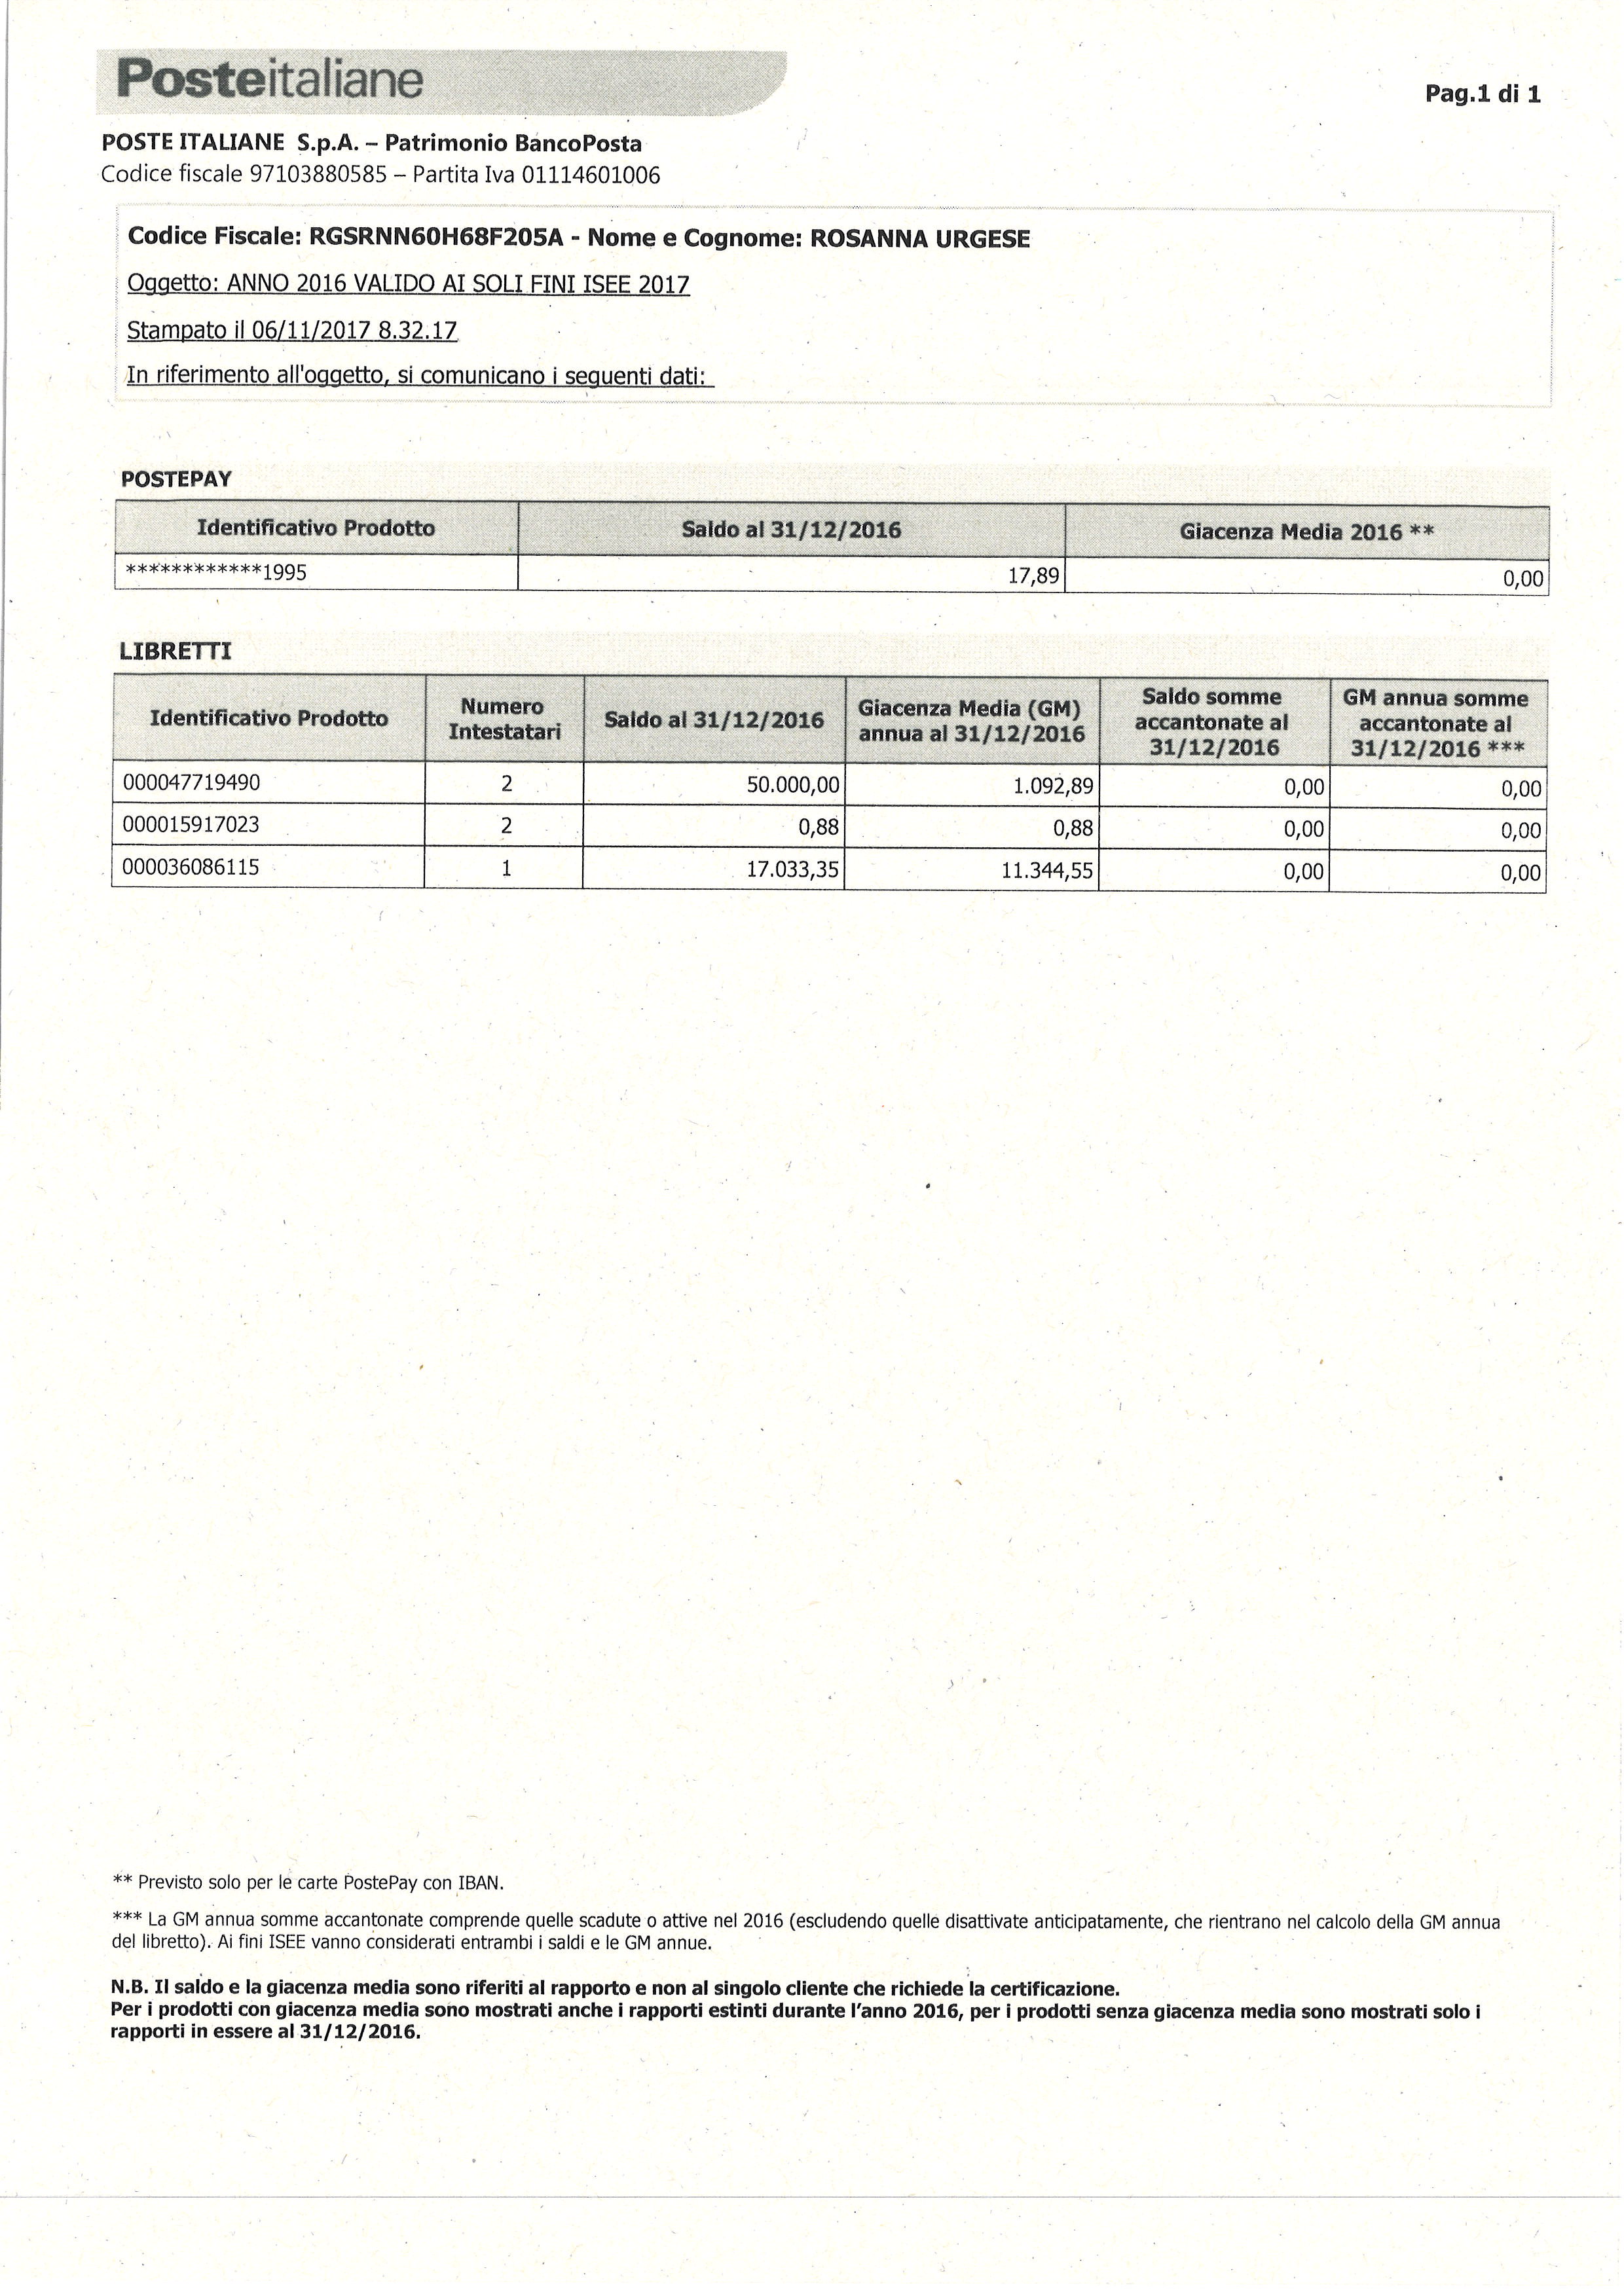 Posteitaliane
Pag.1 di 1
POSTE ITALIANE S.p.A. – Patrimonio BancoPosta
Codice fiscale 97103880585 – Partita Iva 01114601006
Codice Fiscale: RGSRNN60H68F205A - Nome e Cognome: ROSANNA URGESE
Oggetto: ANNO 2016 VALIDO AI SOLI FINI ISEE 2017
Stampato il 06/11/2017 8.32.17
In riferimento all'oggetto, si comunicano i seguenti dati:
POSTEPAY
Identificativo Prodotto Saldo al 31/12/2016 Giacenza Media 2016 **
************1995 17,89 0,00
LIBRETTI
Identificativo Prodotto Numero Intestatari Saldo al 31/12/2016 Giacenza Media (GM) annua al 31/12/2016 Saldo somme accantonate al 31/12/2016 GM annua somme accantonate al 31/12/2016 ***
000047719490 2 50.000,00 1.092,89 0,00 0,00
000015917023 2 0,88 0,88 0,00 0,00
000036086115 1 17.033,35 11.344,55 0,00 0,00
** Previsto solo per le carte PostePay con IBAN.
*** La GM annua somme accantonate comprende quelle scadute o attive nel 2016 (escludendo quelle disattivate anticipatamente, che rientrano nel calcolo della GM annua
del libretto). Ai fini ISEE vanno considerati entrambi i saldi e le GM annue.
N.B. Il saldo e la giacenza media sono riferiti al rapporto e non al singolo cliente che richiede la certificazione.
Per i prodotti con giacenza media sono mostrati anche i rapporti estinti durante l'anno 2016, per i prodotti senza giacenza media sono mostrati solo i
rapporti in essere al 31/12/2016.